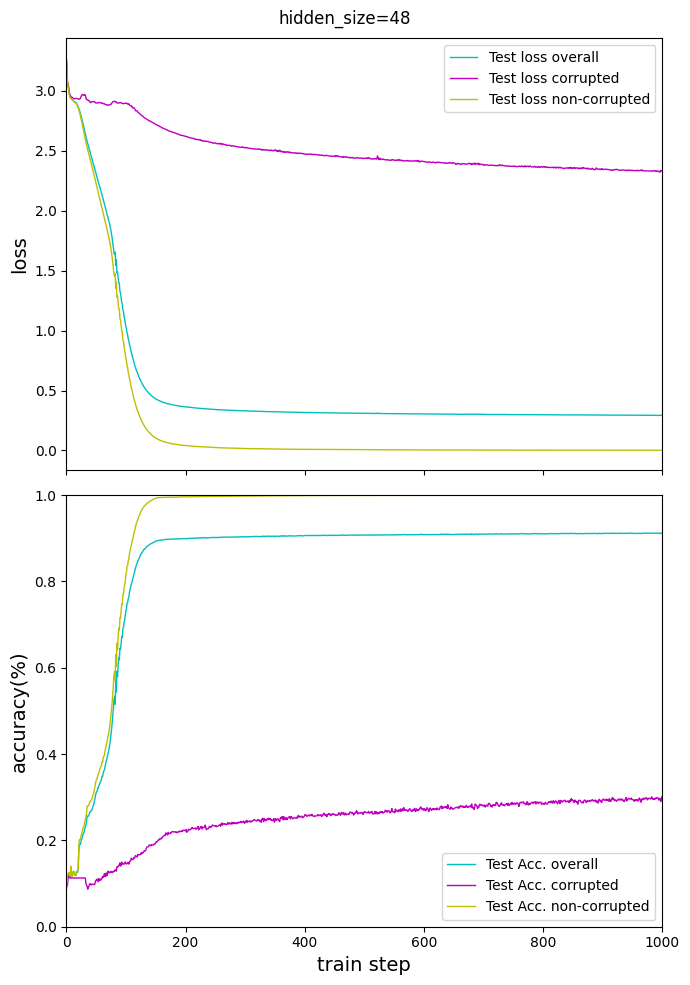 hidden_size=48
Test loss overall
Test loss corrupted
Test loss non-corrupted
loss
3.0
2.5
2.0
1.5
1.0
0.5
0.0
1.0
0.8
0.6
0.4
0.2
0.0
accuracy(%)
Test Acc. overall
Test Acc. corrupted
Test Acc. non-corrupted
0 200 400 600 800 1000
train step